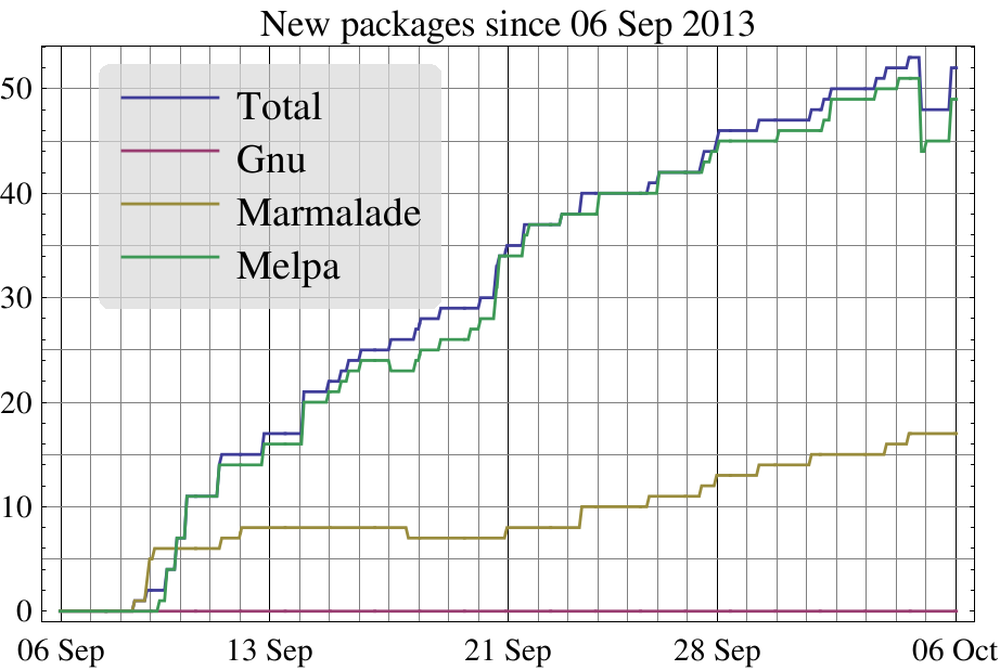 New packages since 06 Sep 2013
50
40
30
20
10
0
Total
Gnu
Marmalade
Melpa
06 Sep
13 Sep
21 Sep
28 Sep
06 Oct